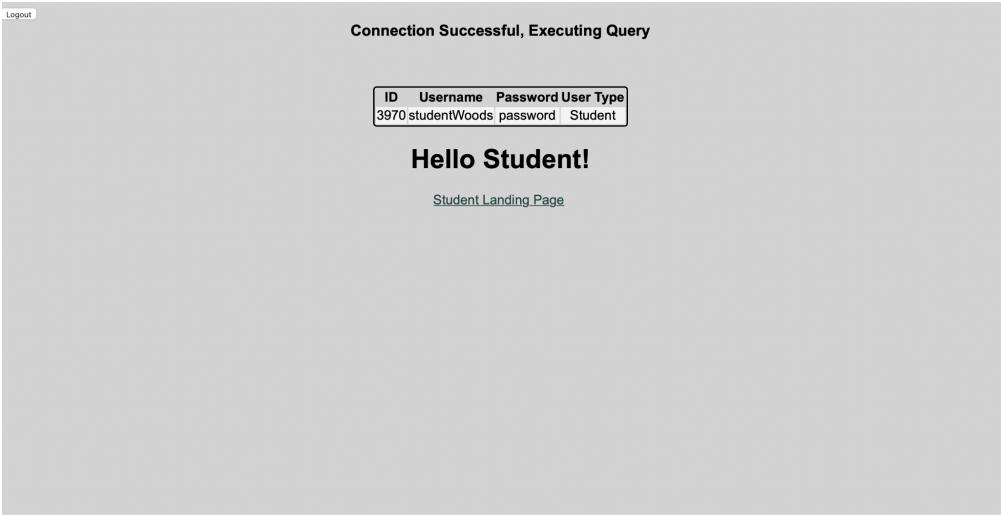 Logout
Connection Successful, Executing Query
ID Username Password User Type
3970 studentWoods password Student
Hello Student!
Student Landing Page